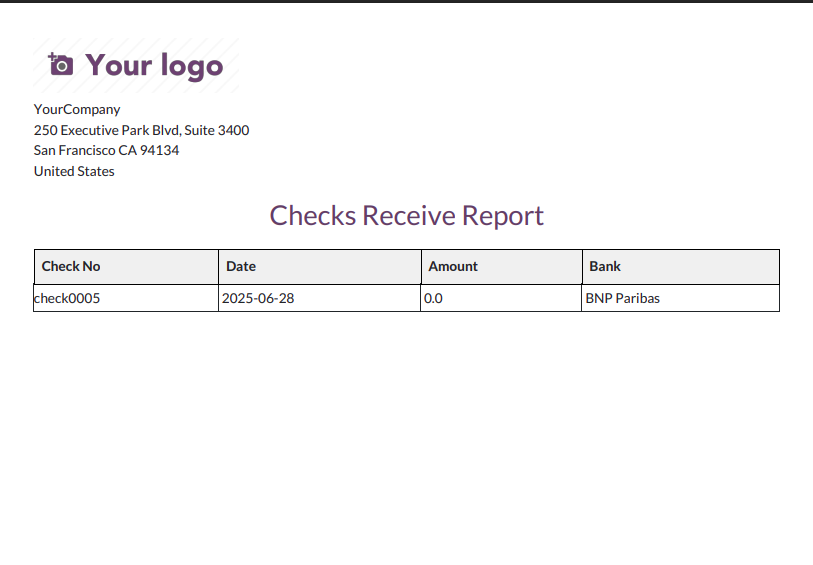 Your logo
YourCompany
250 Executive Park Blvd, Suite 3400
San Francisco CA 94134
United States
Checks Receive Report
Check No Date Amount Bank
check0005 2025-06-28 0.0 BNP Paribas